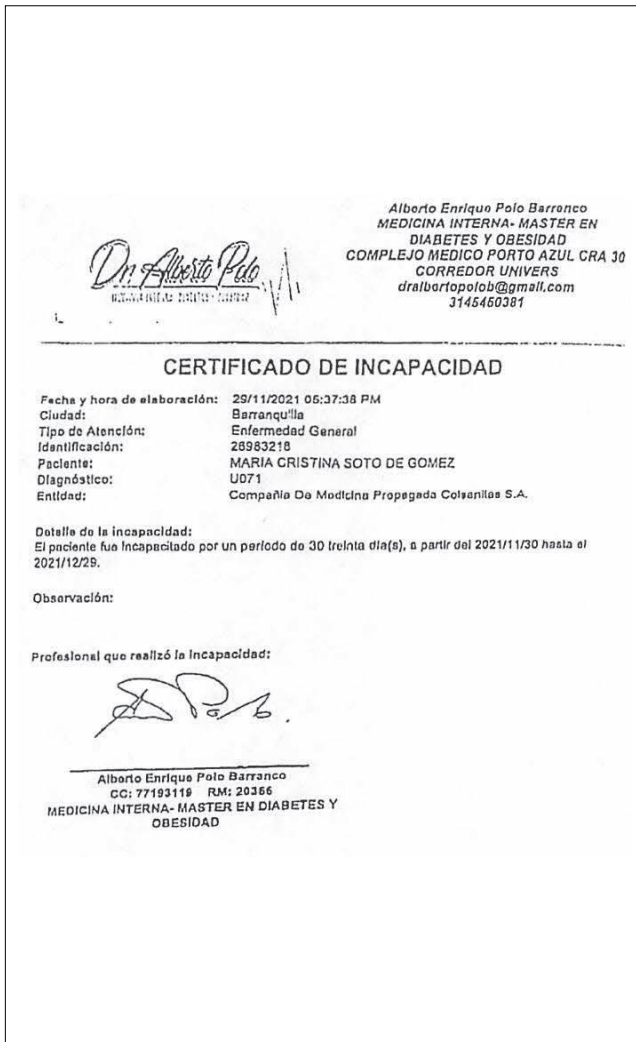 Dr. Alberto Polo
Alberto Enrique Polo Barranco
MEDICINA INTERNA- MASTER EN
DIABETES Y OBESIDAD
COMPLEJO MEDICO PORTO AZUL CRA 30
CORREDOR UNIVERS
dralbertopolob@gmail.com
3145450381
CERTIFICADO DE INCAPACIDAD
Fecha y hora de elaboración: 29/11/2021 05:37:38 PM
Ciudad: Barranquilla
Tipo de Atención: Enfermedad General
Identificación: 26983218
Paciente: MARIA CRISTINA SOTO DE GOMEZ
Diagnóstico: U071
Entidad: Compañia De Medicina Prepagada Colsanitas S.A.
Detalle de la incapacidad:
El paciente fue incapacitado por un periodo de 30 treinta dia(s), a partir del 2021/11/30 hasta el
2021/12/29.
Observación:
Profesional que realizó la incapacidad:
Alberto Enrique Polo Barranco
CC: 77193119 RM: 20366
MEDICINA INTERNA- MASTER EN DIABETES Y
OBESIDAD